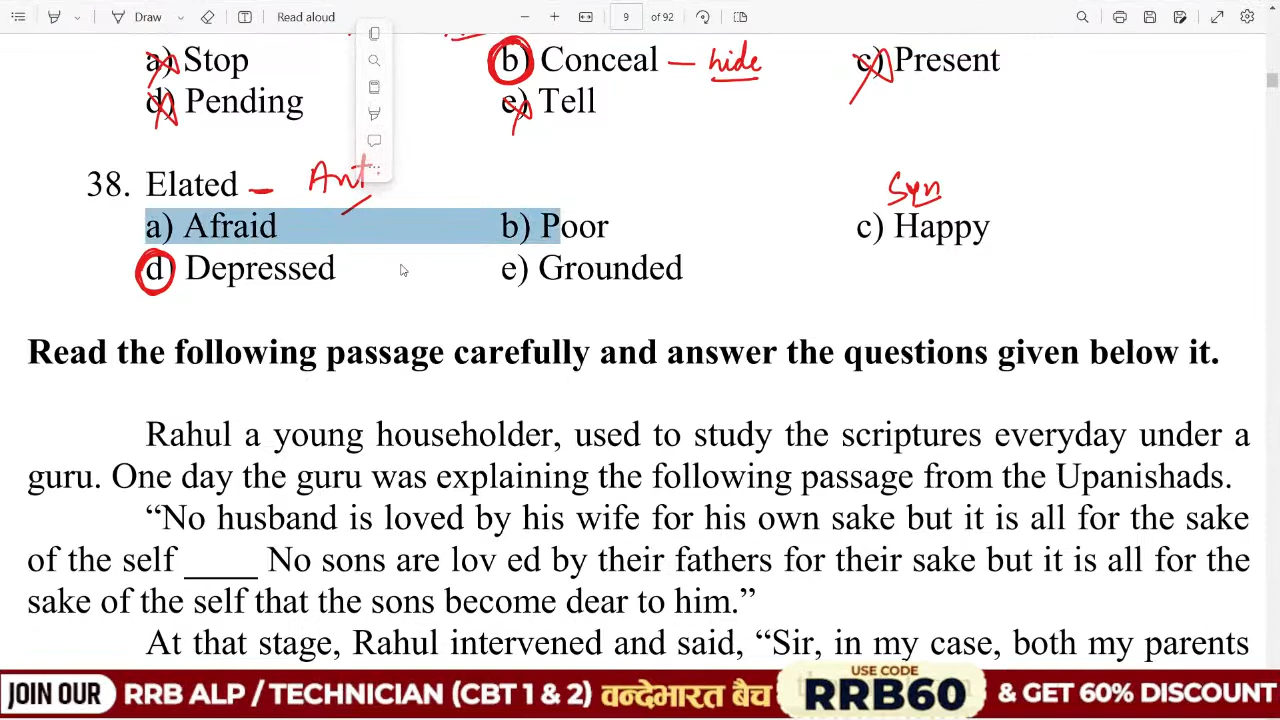 Draw
Read aloud
9 of 92
a) Stop b) Conceal – hide c) Present
d) Pending e) Tell
38. Elated – Ant
Syn
a) Afraid b) Poor c) Happy
d) Depressed e) Grounded
Read the following passage carefully and answer the questions given below it.
Rahul a young householder, used to study the scriptures everyday under a
guru. One day the guru was explaining the following passage from the Upanishads.
“No husband is loved by his wife for his own sake but it is all for the sake
of the self ____ No sons are lov ed by their fathers for their sake but it is all for the
sake of the self that the sons become dear to him.”
At that stage, Rahul intervened and said, “Sir, in my case, both my parents
JOIN OUR RRB ALP / TECHNICIAN (CBT 1 & 2) वन्देभारत बैच USE CODE RRB60 & GET 60% DISCOUNT